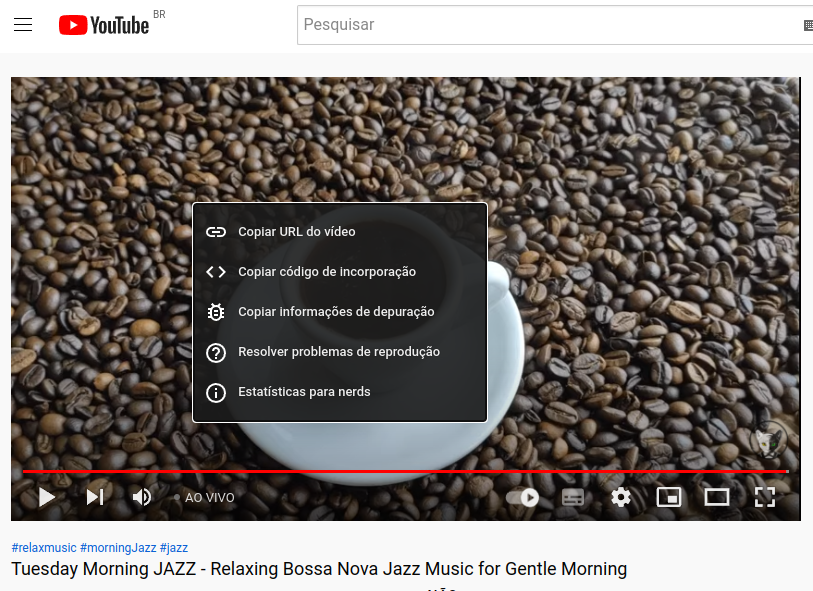 YouTube BR
Pesquisar
Copiar URL do vídeo
Copiar código de incorporação
Copiar informações de depuração
Resolver problemas de reprodução
Estatísticas para nerds
AO VIVO
#relaxmusic #morningJazz #jazz
Tuesday Morning JAZZ - Relaxing Bossa Nova Jazz Music for Gentle Morning